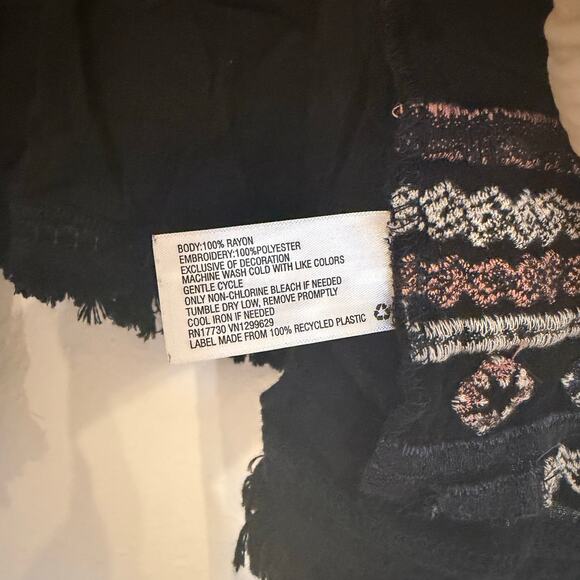 BODY:100% RAYON
EMBROIDERY:100%POLYESTER
EXCLUSIVE OF DECORATION
MACHINE WASH COLD WITH LIKE COLORS
GENTLE CYCLE
ONLY NON-CHLORINE BLEACH IF NEEDED
TUMBLE DRY LOW, REMOVE PROMPTLY
COOL IRON IF NEEDED
RN17730 VN1299629
LABEL MADE FROM 100% RECYCLED PLASTIC